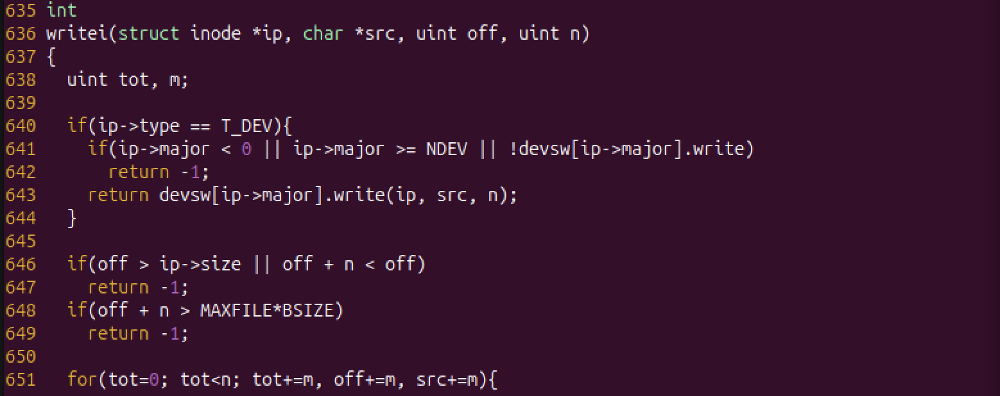 635 int
636 writei(struct inode *ip, char *src, uint off, uint n)
637 {
638   uint tot, m;
639
640   if(ip->type == T_DEV){
641     if(ip->major < 0 || ip->major >= NDEV || !devsw[ip->major].write)
642       return -1;
643     return devsw[ip->major].write(ip, src, n);
644   }
645
646   if(off > ip->size || off + n < off)
647     return -1;
648   if(off + n > MAXFILE*BSIZE)
649     return -1;
650
651   for(tot=0; tot<n; tot+=m, off+=m, src+=m){